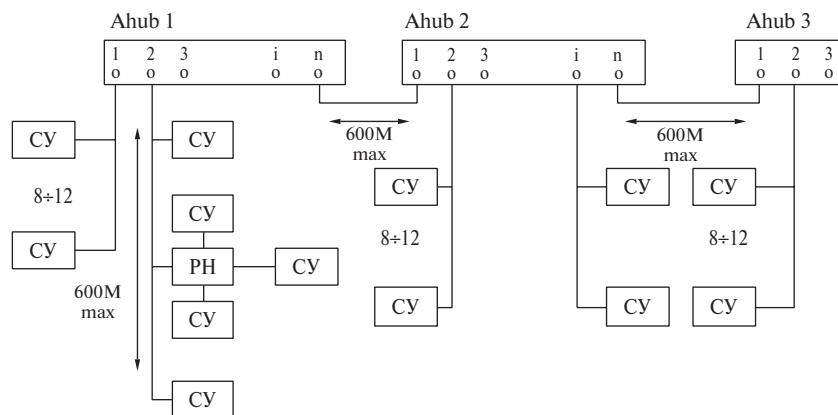 Ahub 1
Ahub 2
Ahub 3
1 2 3 i n
o o o o o
1 2 3 i n
o o o o o
1 2 3
o o o
600М
max
600М
max
СУ
СУ
СУ
СУ
СУ
8÷12
СУ
8÷12
8÷12
СУ
РН
СУ
600М
max
СУ
СУ
СУ
СУ
СУ